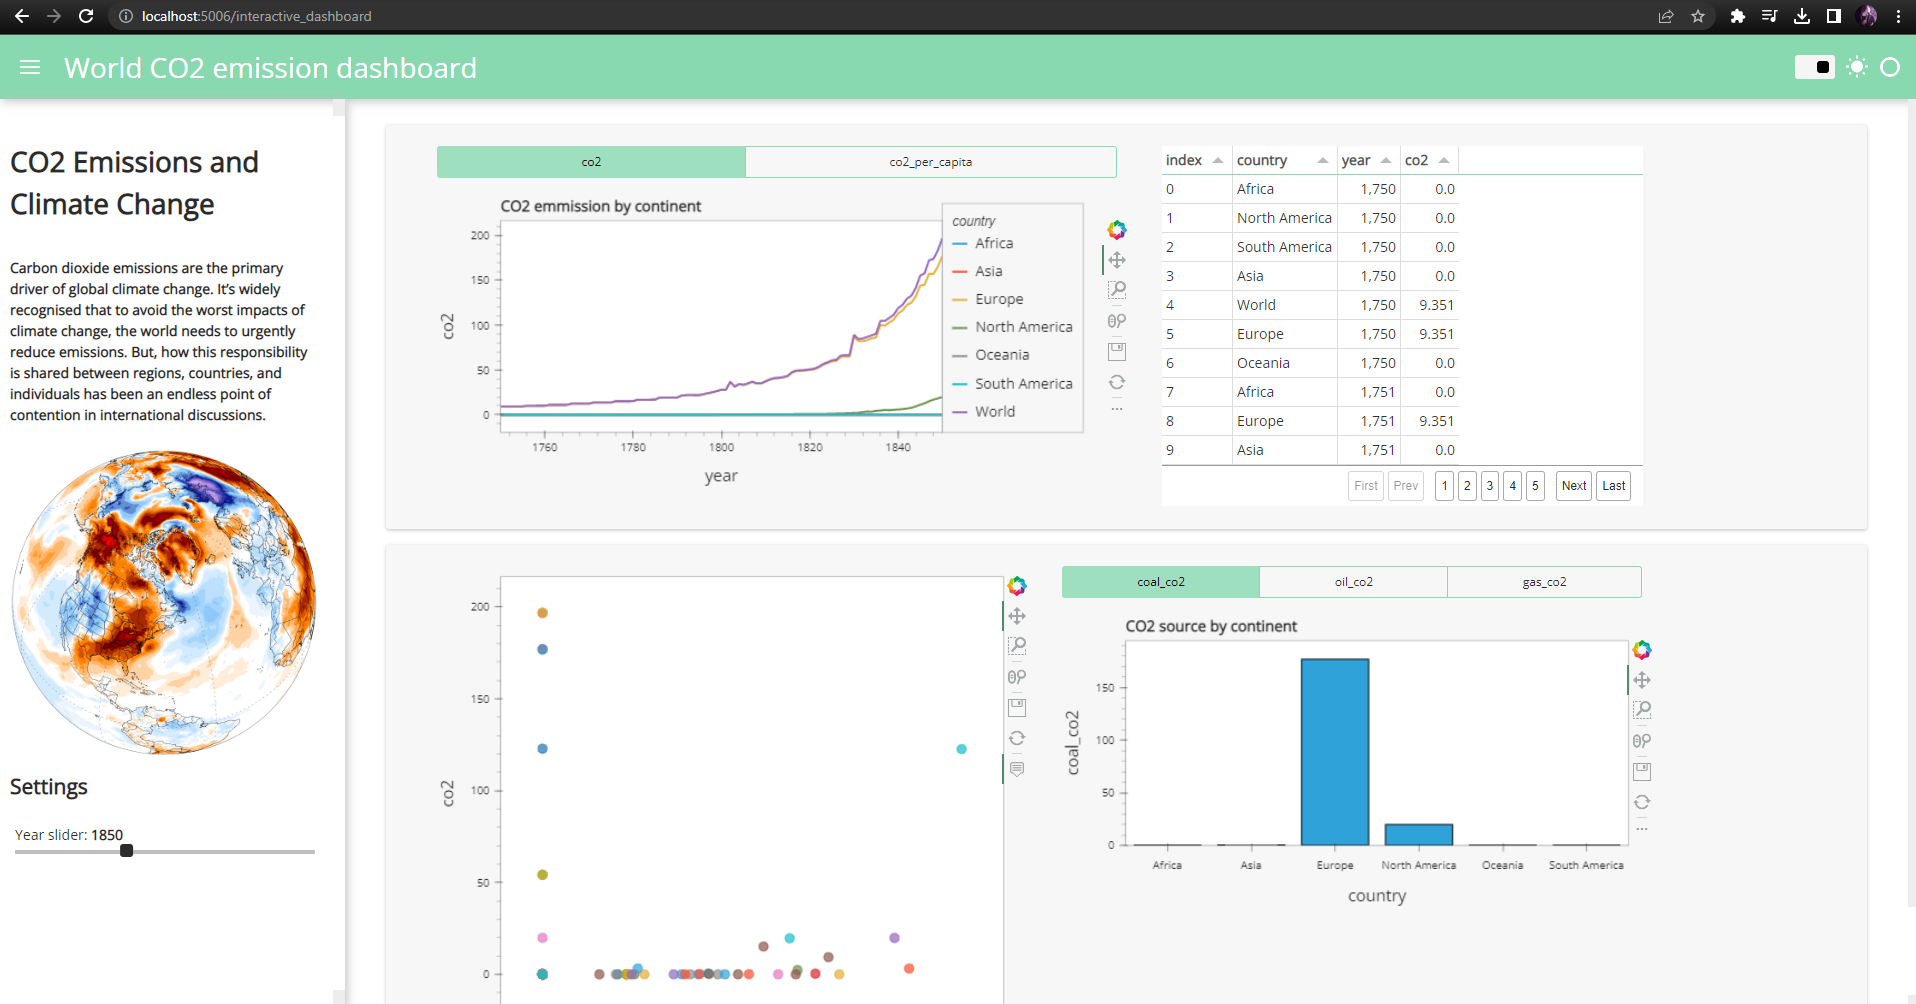 localhost:5006/interactive_dashboard
World CO2 emission dashboard
CO2 Emissions and
Climate Change
Carbon dioxide emissions are the primary
driver of global climate change. It's widely
recognised that to avoid the worst impacts of
climate change, the world needs to urgently
reduce emissions. But, how this responsibility
is shared between regions, countries, and
individuals has been an endless point of
contention in international discussions.
Settings
Year slider: 1850
co2 co2_per_capita
CO2 emmission by continent
200
150
100
50
0
co2
1760 1780 1800 1820 1840
year
country
Africa
Asia
Europe
North America
Oceania
South America
World
index country year co2
0 Africa 1,750 0.0
1 North America 1,750 0.0
2 South America 1,750 0.0
3 Asia 1,750 0.0
4 World 1,750 9.351
5 Europe 1,750 9.351
6 Oceania 1,750 0.0
7 Africa 1,751 0.0
8 Europe 1,751 9.351
9 Asia 1,751 0.0
First Prev 1 2 3 4 5 Next Last
200
150
100
50
0
co2
coal_co2 oil_co2 gas_co2
CO2 source by continent
150
100
50
0
coal_co2
Africa Asia Europe North America Oceania South America
country